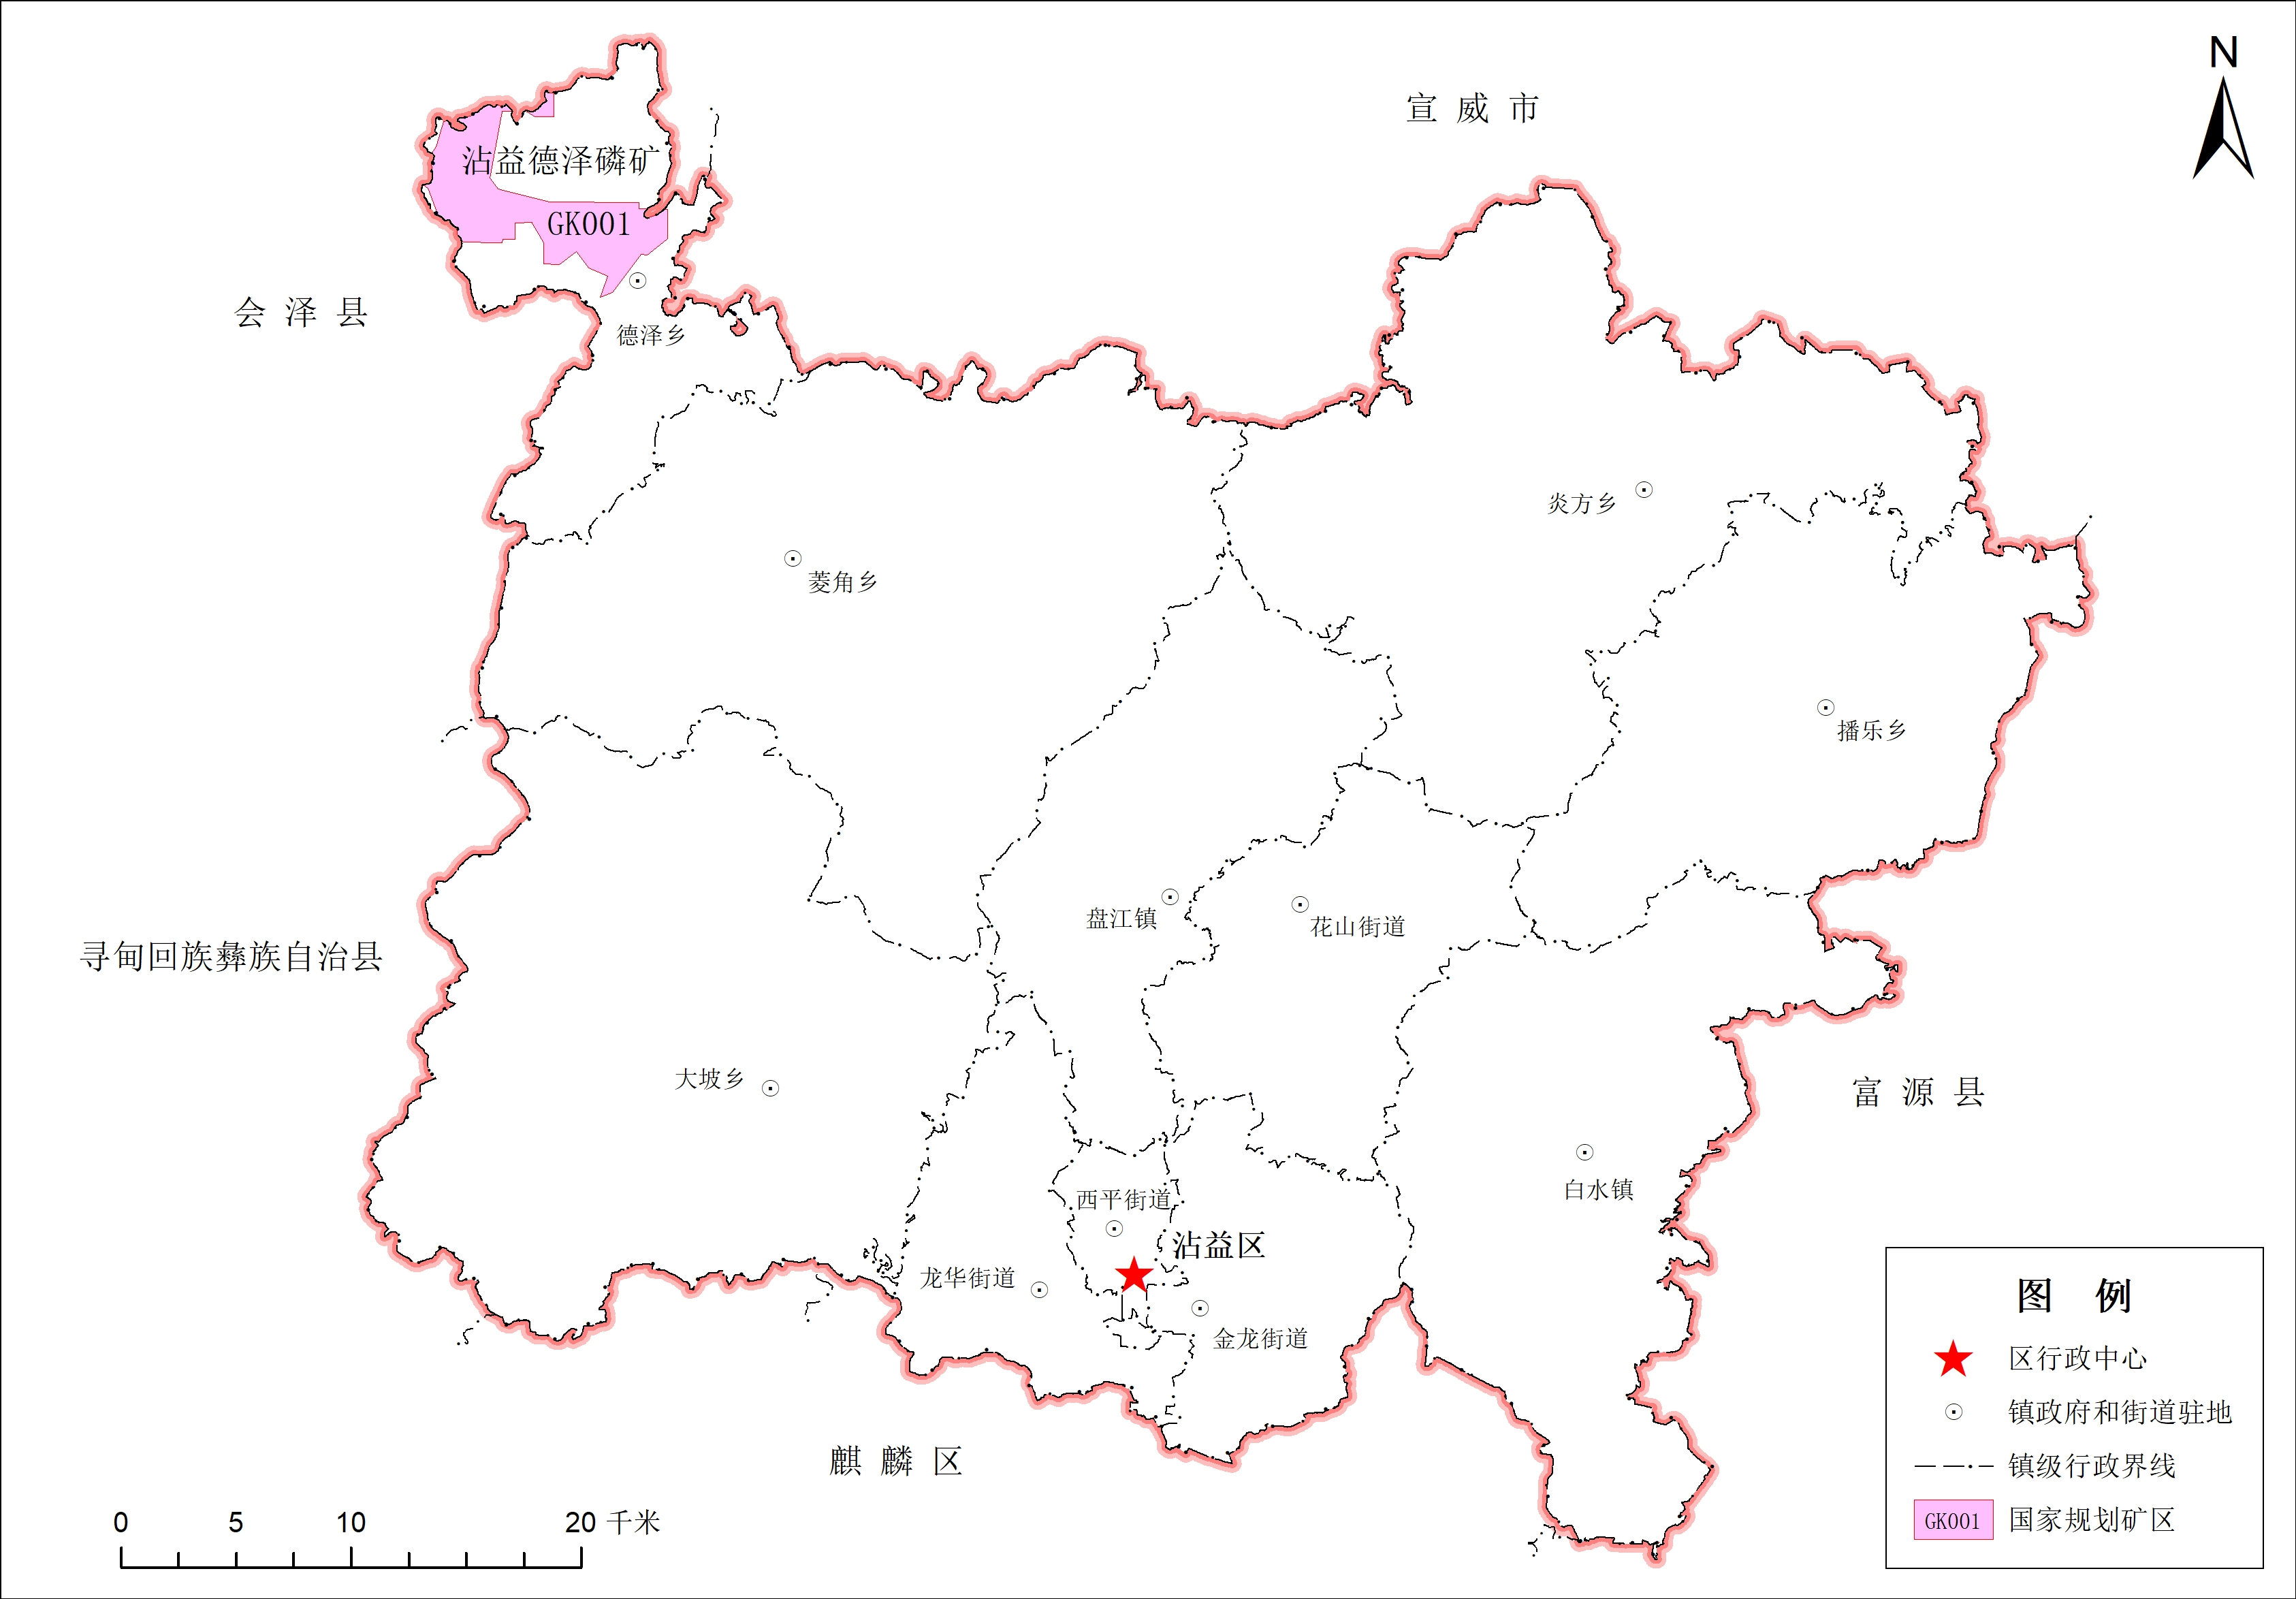 N
宣威市
沾益德泽磷矿
GK001
会泽县
德泽乡
炎方乡
菱角乡
播乐乡
盘江镇
花山街道
寻甸回族彝族自治县
大坡乡
富源县
白水镇
西平街道
沾益区
龙华街道
金龙街道
麒麟区
图例
区行政中心
镇政府和街道驻地
镇级行政界线
GK001 国家规划矿区
0 5 10 20 千米